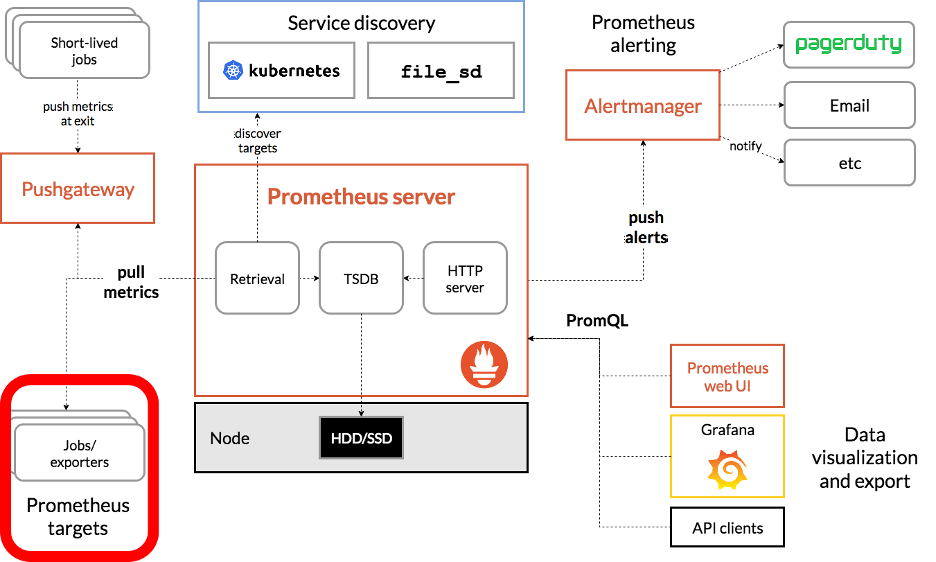 Short-lived
jobs
push metrics
at exit
Pushgateway
Service discovery
kubernetes
file_sd
discover
targets
Prometheus
alerting
Alertmanager
pagerduty
Email
notify
etc
Prometheus server
push
alerts
pull
metrics
Retrieval
TSDB
HTTP
server
PromQL
Node
HDD/SSD
Jobs/
exporters
Prometheus
targets
Prometheus
web UI
Grafana
API clients
Data
visualization
and export